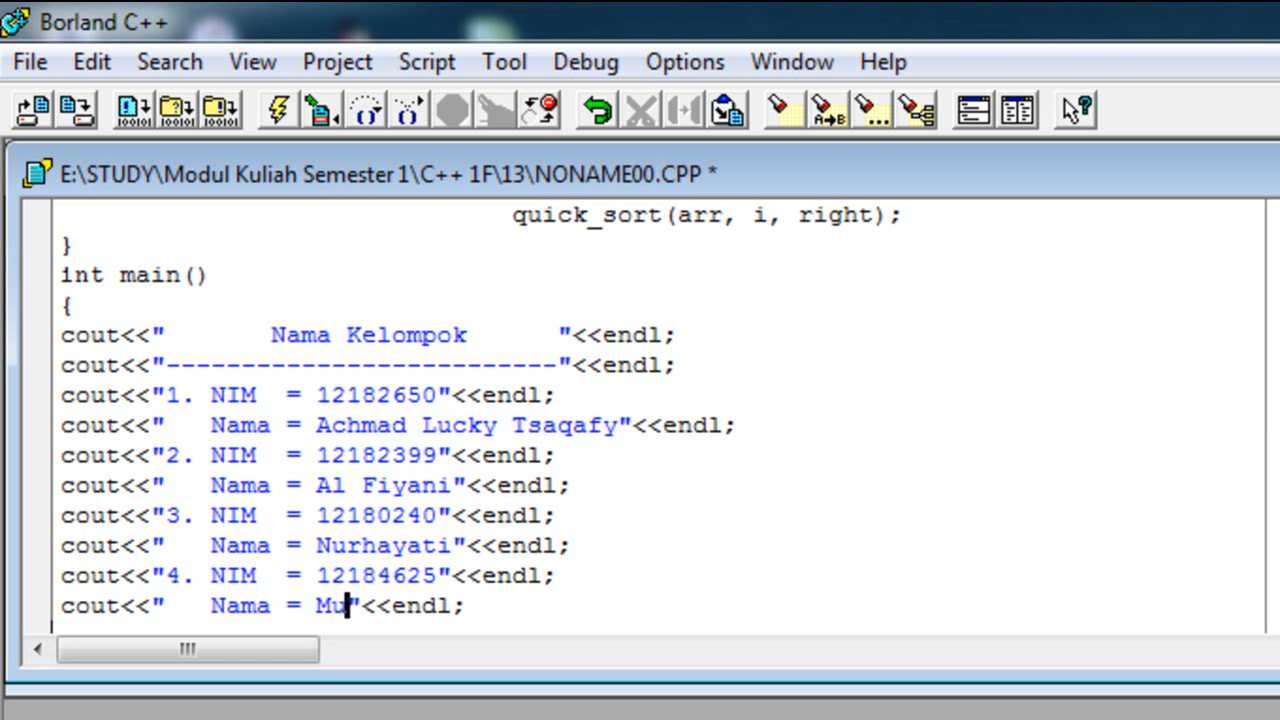 Borland C++
File Edit Search View Project Script Tool Debug Options Window Help
E:\STUDY\Modul Kuliah Semester 1\C++ 1F\13\NONAME00.CPP *
quick_sort(arr, i, right);
}
int main()
{
cout<<"       Nama Kelompok      "<<endl;
cout<<"--------------------------"<<endl;
cout<<"1. NIM  = 12182650"<<endl;
cout<<"   Nama = Achmad Lucky Tsaqafy"<<endl;
cout<<"2. NIM  = 12182399"<<endl;
cout<<"   Nama = Al Fiyani"<<endl;
cout<<"3. NIM  = 12180240"<<endl;
cout<<"   Nama = Nurhayati"<<endl;
cout<<"4. NIM  = 12184625"<<endl;
cout<<"   Nama = Mu"<<endl;